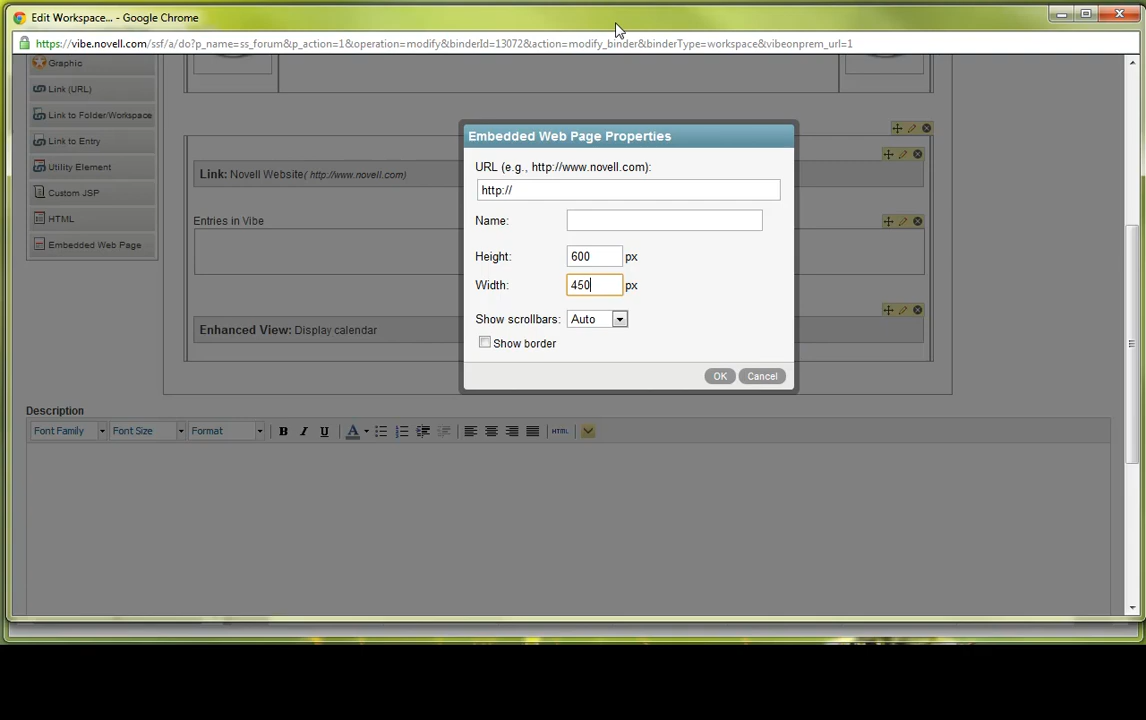 Edit Workspace... - Google Chrome
https://vibe.novell.com/ssf/a/do?p_name=ss_forum&p_action=1&operation=modify&binderId=13072&action=modify_binder&binderType=workspace&vibeonprem_url=1
Graphic
Link (URL)
Link to Folder/Workspace
Link to Entry
Utility Element
Custom JSP
HTML
Embedded Web Page
Link: Novell Website( http://www.novell.com)
Entries in Vibe
Enhanced View: Display calendar
Embedded Web Page Properties
URL (e.g., http://www.novell.com):
http://
Name:
Height: 600 px
Width: 450 px
Show scrollbars: Auto
Show border
OK Cancel
Description
Font Family Font Size Format B I U A HTML